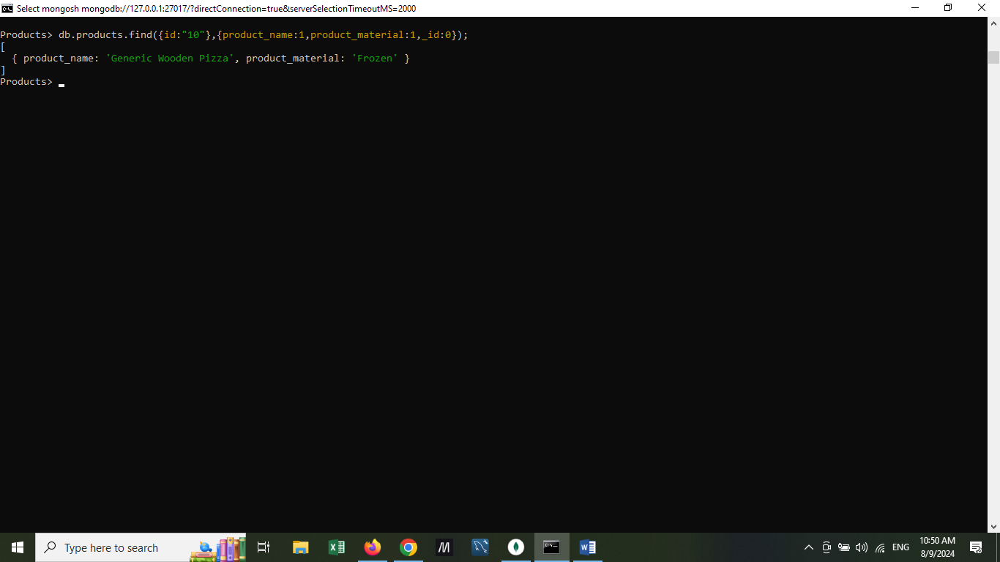 Select mongosh mongodb://127.0.0.1:27017/?directConnection=true&serverSelectionTimeoutMS=2000
Products> db.products.find({id:"10"},{product_name:1,product_material:1,_id:0});
[
  { product_name: 'Generic Wooden Pizza', product_material: 'Frozen' }
]
Products>
Type here to search
ENG
10:50 AM
8/9/2024